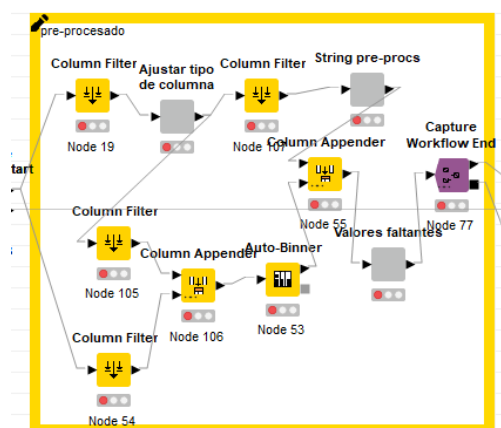 pre-procesado
Column Filter
Node 19
Ajustar tipo
de columna
Column Filter
String pre-procs
Column Appender
Node 55
Capture
Workflow End
Node 77
Valores faltantes
tart
Column Filter
Node 105
Column Appender
Node 106
Auto-Binner
Node 53
Column Filter
Node 54